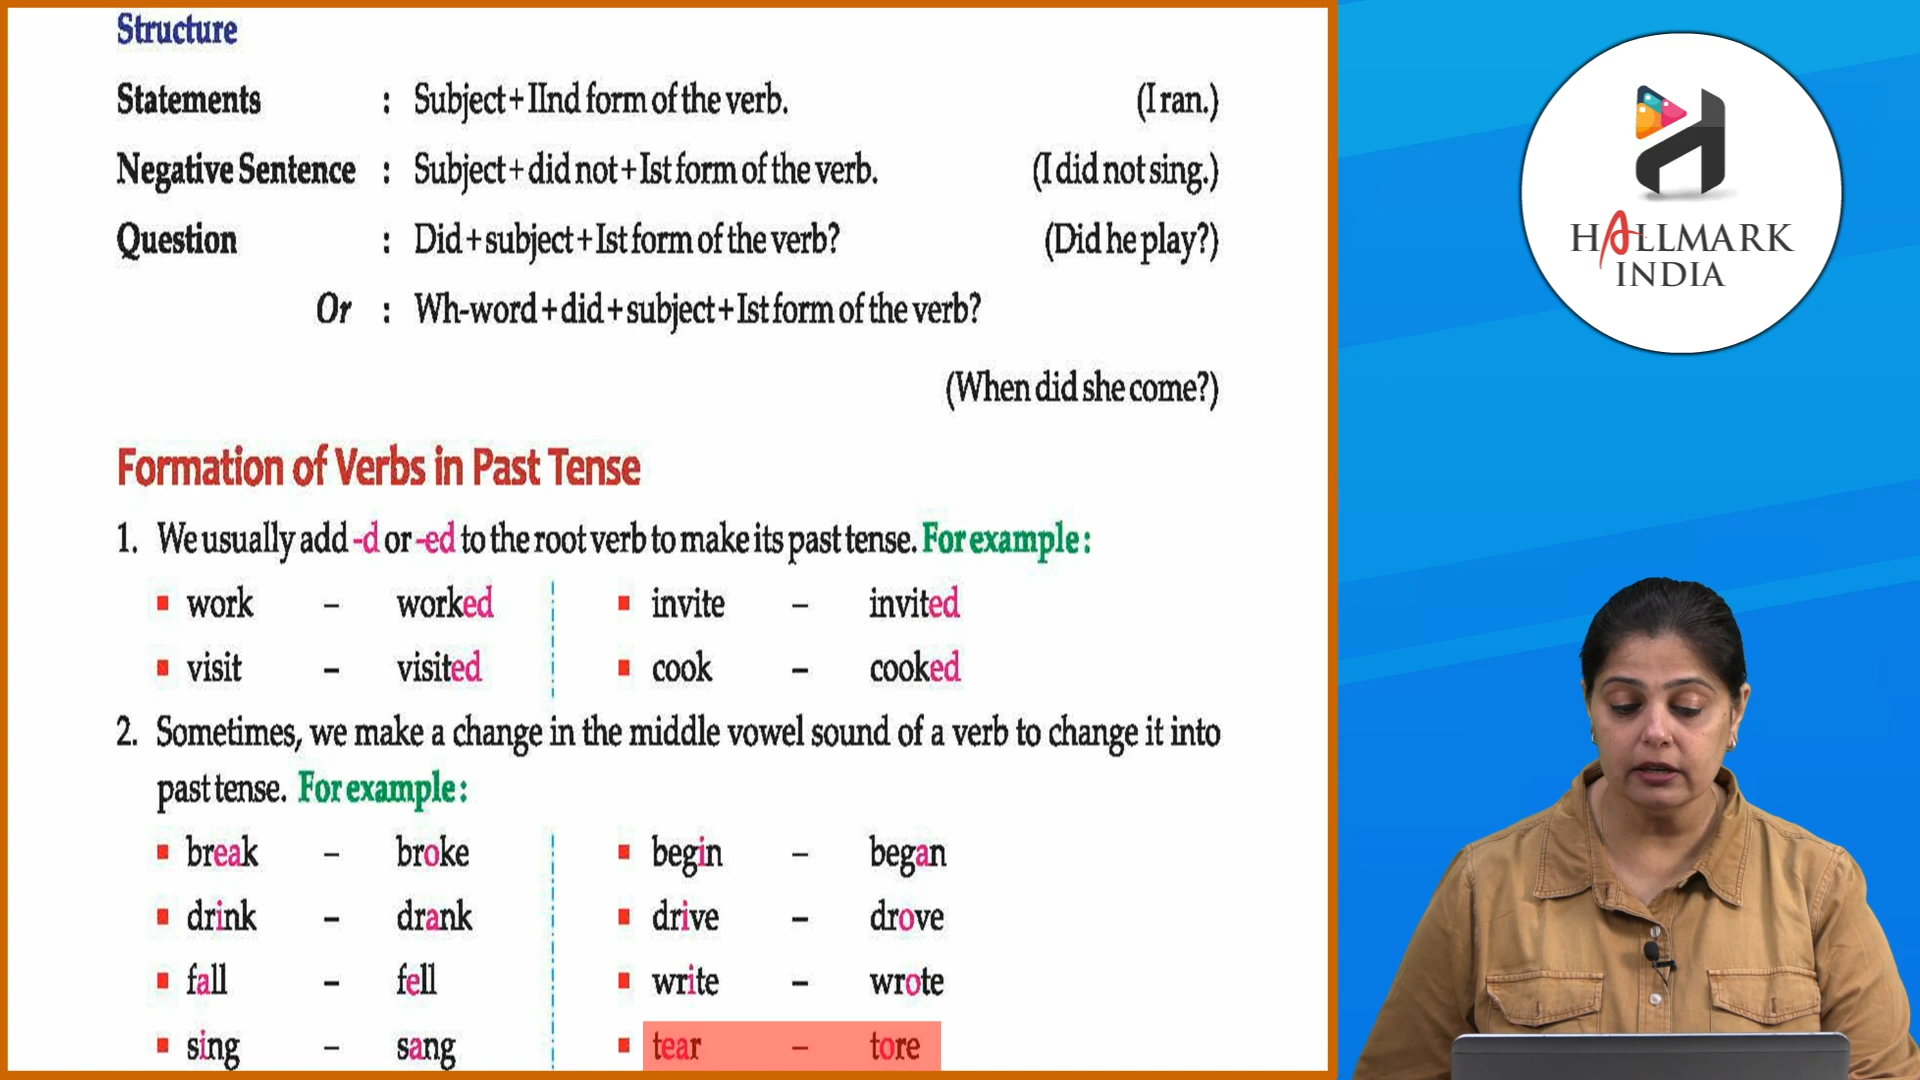 Structure
Statements : Subject + IInd form of the verb. (I ran.)
Negative Sentence : Subject + did not + Ist form of the verb. (I did not sing.)
Question : Did + subject + Ist form of the verb? (Did he play?)
Or : Wh-word + did + subject + Ist form of the verb?
(When did she come?)
Formation of Verbs in Past Tense
1. We usually add -d or -ed to the root verb to make its past tense. For example :
work – worked invite – invited
visit – visited cook – cooked
2. Sometimes, we make a change in the middle vowel sound of a verb to change it into
past tense. For example :
break – broke begin – began
drink – drank drive – drove
fall – fell write – wrote
sing – sang tear – tore
HALLMARK
INDIA